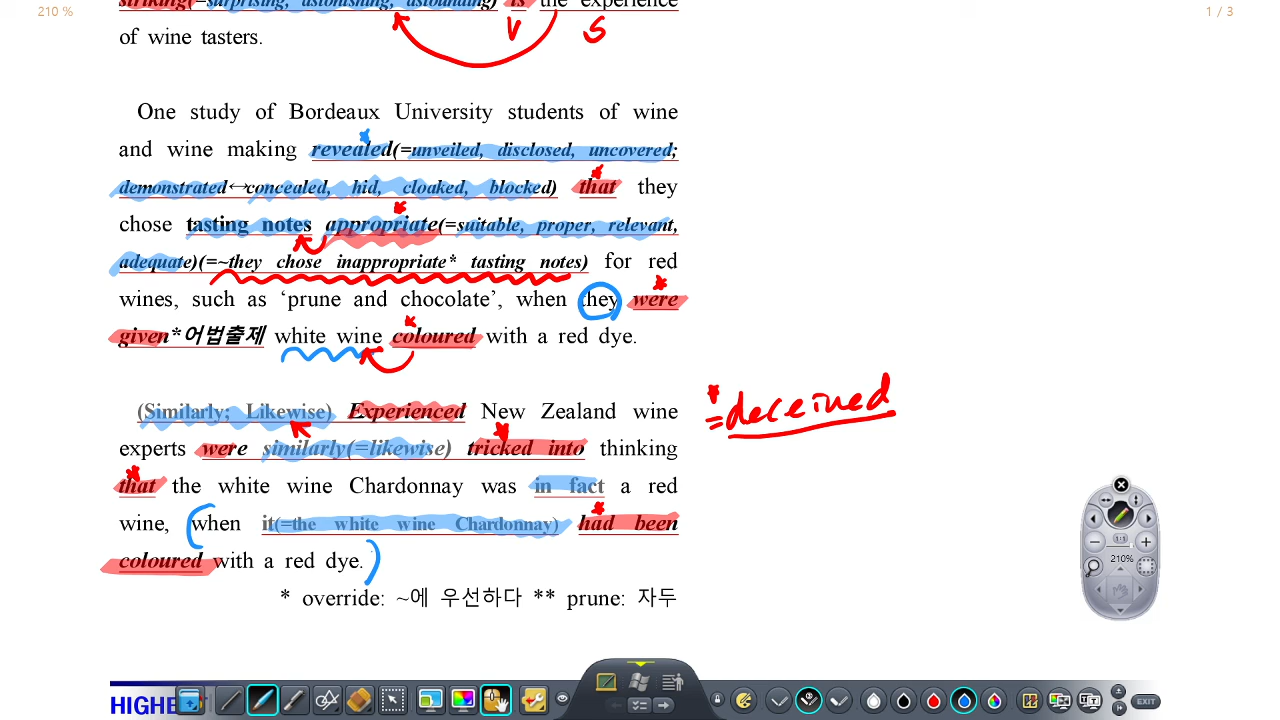 210 %
1 / 3
striking(=surprising, astonishing, astounding) is the experience
V S
of wine tasters.
One study of Bordeaux University students of wine
and wine making revealed(=unveiled, disclosed, uncovered;
demonstrated↔concealed, hid, cloaked, blocked) that they
chose tasting notes appropriate(=suitable, proper, relevant,
adequate)(=~they chose inappropriate* tasting notes) for red
wines, such as ‘prune and chocolate’, when they were
given*어법출제 white wine coloured with a red dye.
(Similarly; Likewise) Experienced New Zealand wine
*
=deceived
experts were similarly(=likewise) tricked into thinking
that the white wine Chardonnay was in fact a red
wine, when it(=the white wine Chardonnay) had been
coloured with a red dye.
* override: ~에 우선하다 ** prune: 자두
1:1
210%
HIGHE
EXIT